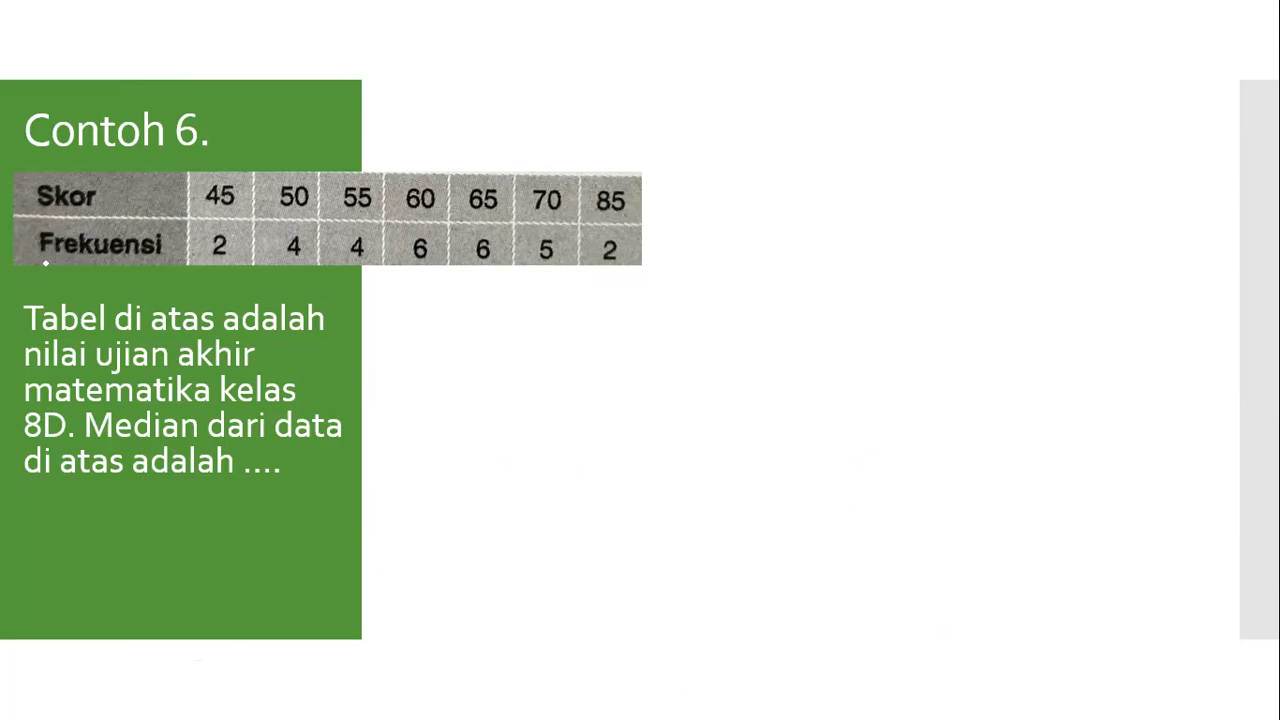 Contoh 6.
Skor 45 50 55 60 65 70 85
Frekuensi 2 4 4 6 6 5 2
Tabel di atas adalah
nilai ujian akhir
matematika kelas
8D. Median dari data
di atas adalah ....